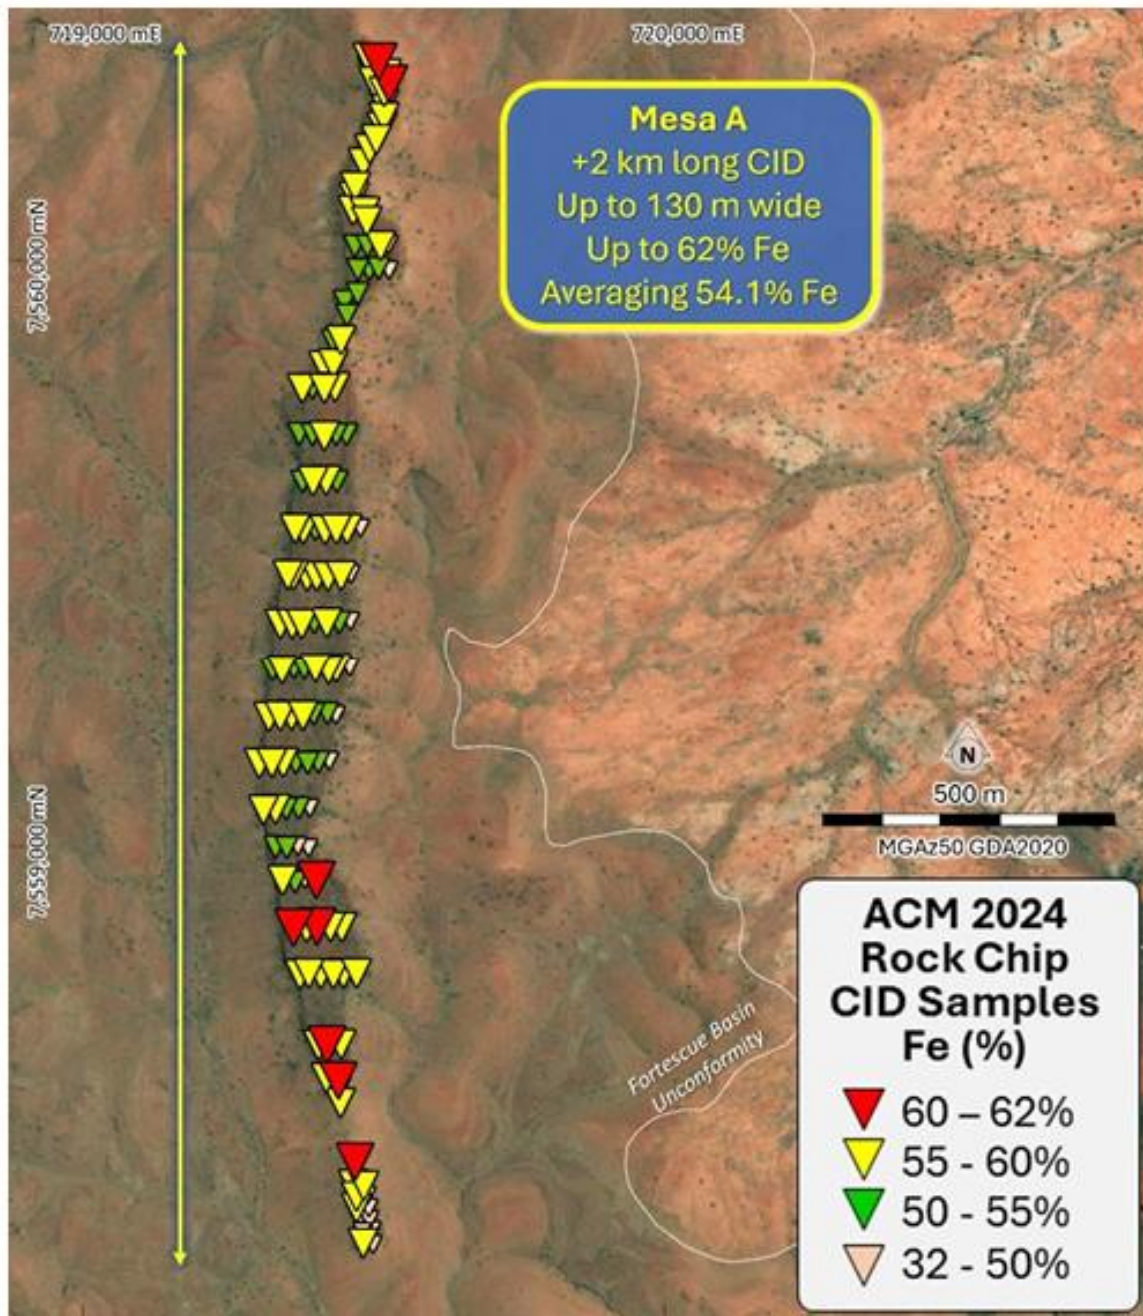 719,000 mE
720,000 mE
Mesa A
+2 km long CID
Up to 130 m wide
Up to 62% Fe
Averaging 54.1% Fe
7,560,000 mN
N
500 m
MGAz50 GDA2020
7,559,000 mN
Fortescue Basin
Unconformity
ACM 2024
Rock Chip
CID Samples
Fe (%)
60 – 62%
55 - 60%
50 - 55%
32 - 50%